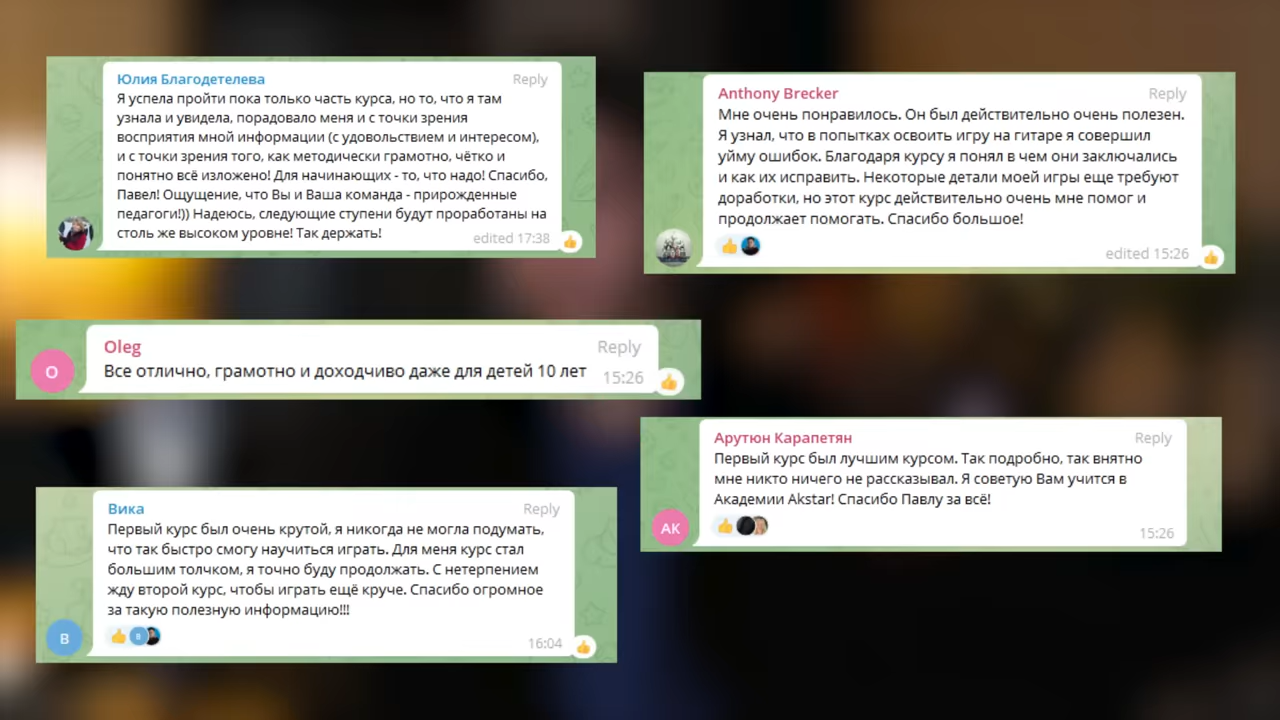 Юлия Благодетелева
Reply
Я успела пройти пока только часть курса, но то, что я там
узнала и увидела, порадовало меня и с точки зрения
восприятия мной информации (с удовольствием и интересом),
и с точки зрения того, как методически грамотно, чётко и
понятно всё изложено! Для начинающих - то, что надо! Спасибо,
Павел! Ощущение, что Вы и Ваша команда - прирожденные
педагоги!)) Надеюсь, следующие ступени будут проработаны на
столь же высоком уровне! Так держать!
edited 17:38
Anthony Brecker
Reply
Мне очень понравилось. Он был действительно очень полезен.
Я узнал, что в попытках освоить игру на гитаре я совершил
уйму ошибок. Благодаря курсу я понял в чем они заключались
и как их исправить. Некоторые детали моей игры еще требуют
доработки, но этот курс действительно очень мне помог и
продолжает помогать. Спасибо большое!
edited 15:26
Oleg
Reply
О
Все отлично, грамотно и доходчиво даже для детей 10 лет
15:26
Арутюн Карапетян
Reply
Первый курс был лучшим курсом. Так подробно, так внятно
мне никто ничего не рассказывал. Я советую Вам учится в
Академии Akstar! Спасибо Павлу за всё!
АК
15:26
Вика
Reply
Первый курс был очень крутой, я никогда не могла подумать,
что так быстро смогу научиться играть. Для меня курс стал
большим толчком, я точно буду продолжать. С нетерпением
жду второй курс, чтобы играть ещё круче. Спасибо огромное
за такую полезную информацию!!!
В
В
16:04